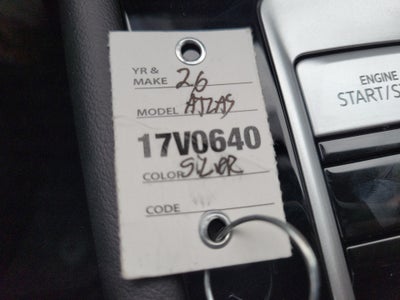 YR &
MAKE 26
MODEL ATLAS
17V0640
COLOR SILVER
CODE
ENGINE
START/S